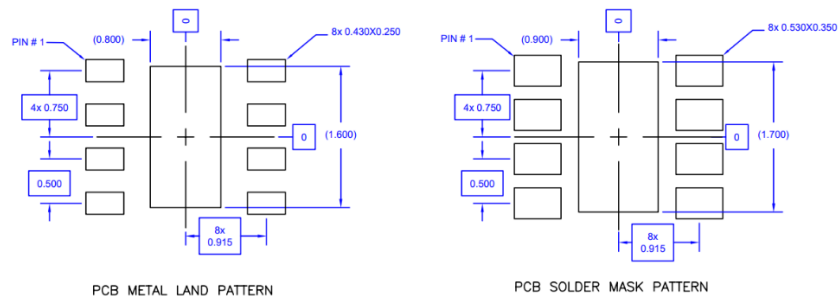 PIN # 1
(0.800)
0
8x 0.430X0.250
4x 0.750
0
(1.600)
0.500
8x
0.915
PCB METAL LAND PATTERN
PIN # 1
(0.900)
0
8x 0.530X0.350
4x 0.750
0
(1.700)
0.500
8x
0.915
PCB SOLDER MASK PATTERN